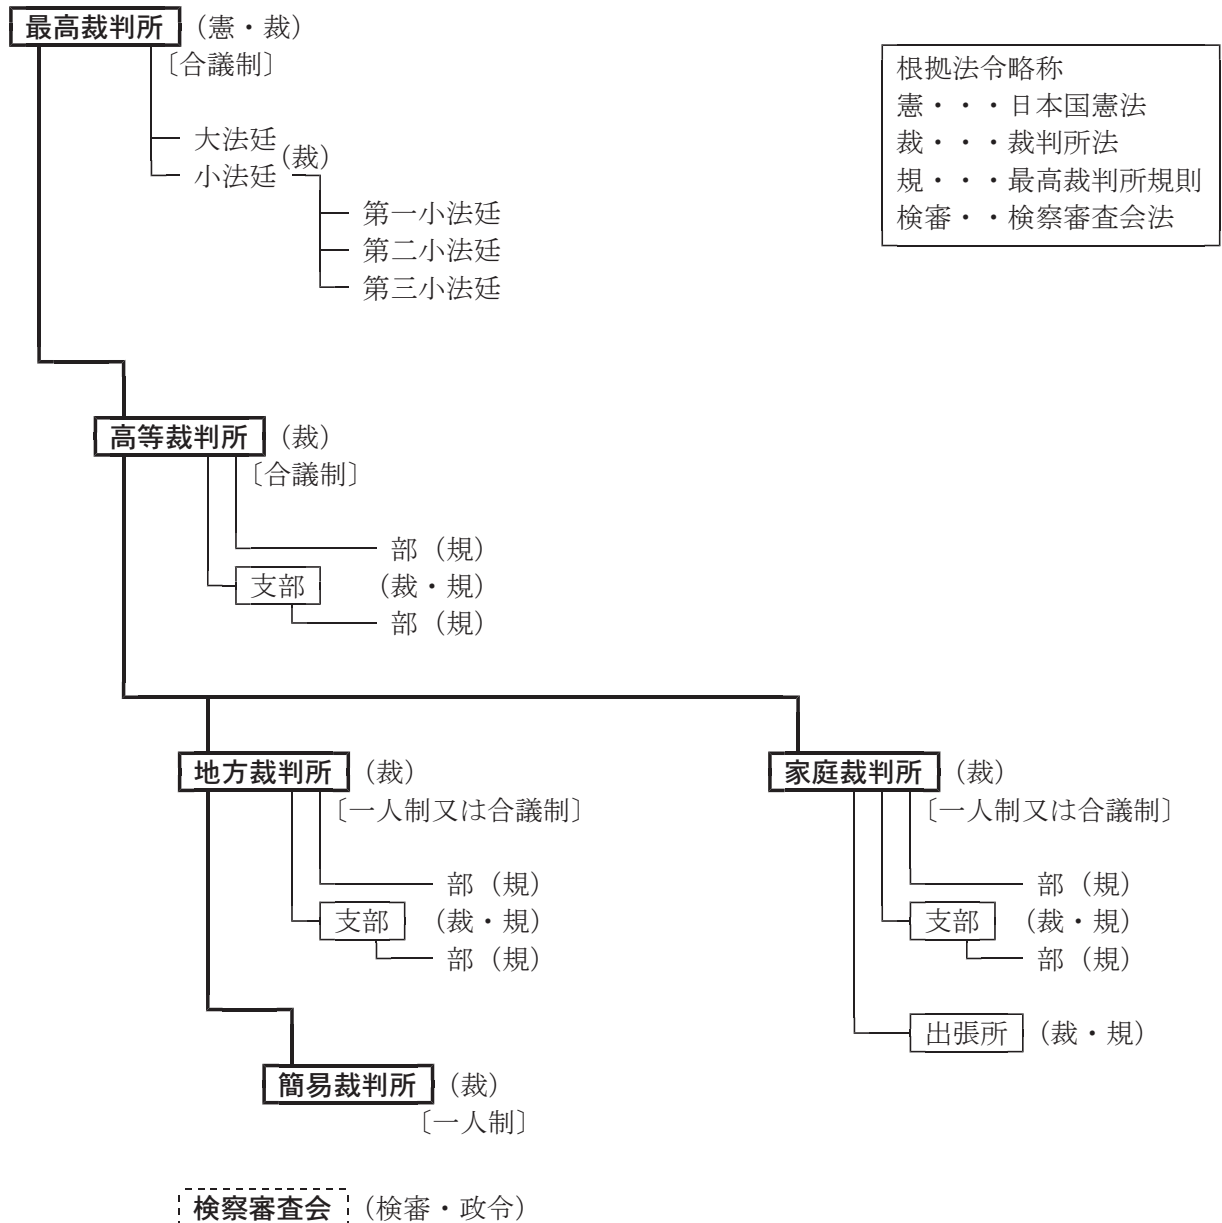 最高裁判所（憲・裁）
〔合議制〕
大法廷
（裁）
小法廷
第一小法廷
第二小法廷
第三小法廷
根拠法令略称
憲・・・日本国憲法
裁・・・裁判所法
規・・・最高裁判所規則
検審・・検察審査会法
高等裁判所（裁）
〔合議制〕
部（規）
支部（裁・規）
部（規）
地方裁判所（裁）
〔一人制又は合議制〕
部（規）
支部（裁・規）
部（規）
家庭裁判所（裁）
〔一人制又は合議制〕
部（規）
支部（裁・規）
部（規）
出張所（裁・規）
簡易裁判所（裁）
〔一人制〕
検察審査会（検審・政令）